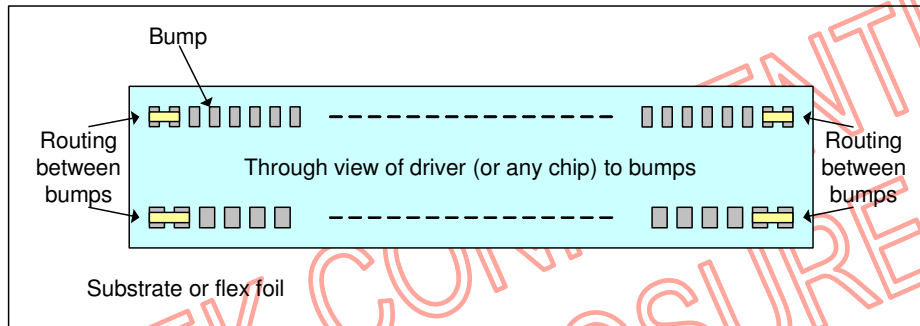 Bump
Routing
between
bumps
Through view of driver (or any chip) to bumps
Routing
between
bumps
Substrate or flex foil